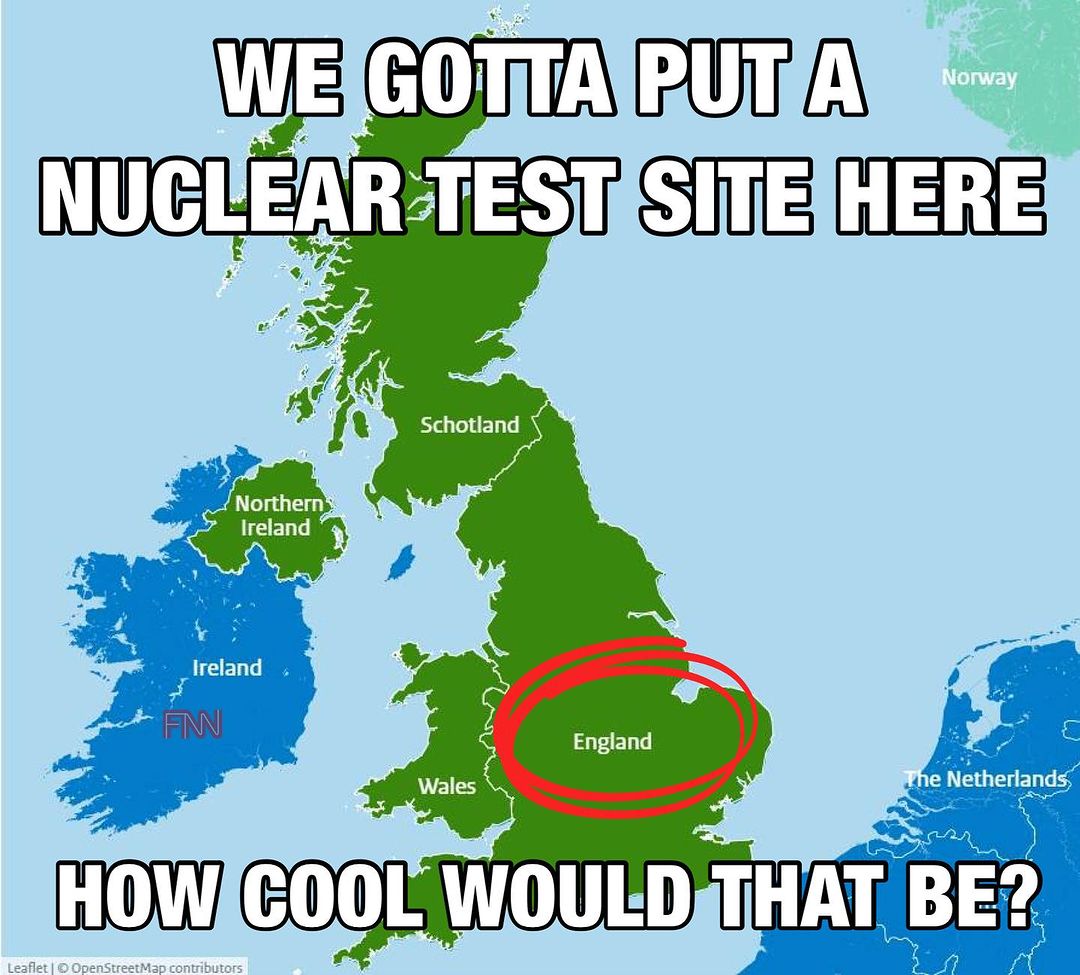 WE GOTTA PUT A
Norway
NUCLEAR TEST SITE HERE
Schotland
Northern
Ireland
Ireland
FNN
England
Wales
The Netherlands
HOW COOL WOULD THAT BE?
Leaflet | © OpenStreetMap contributors